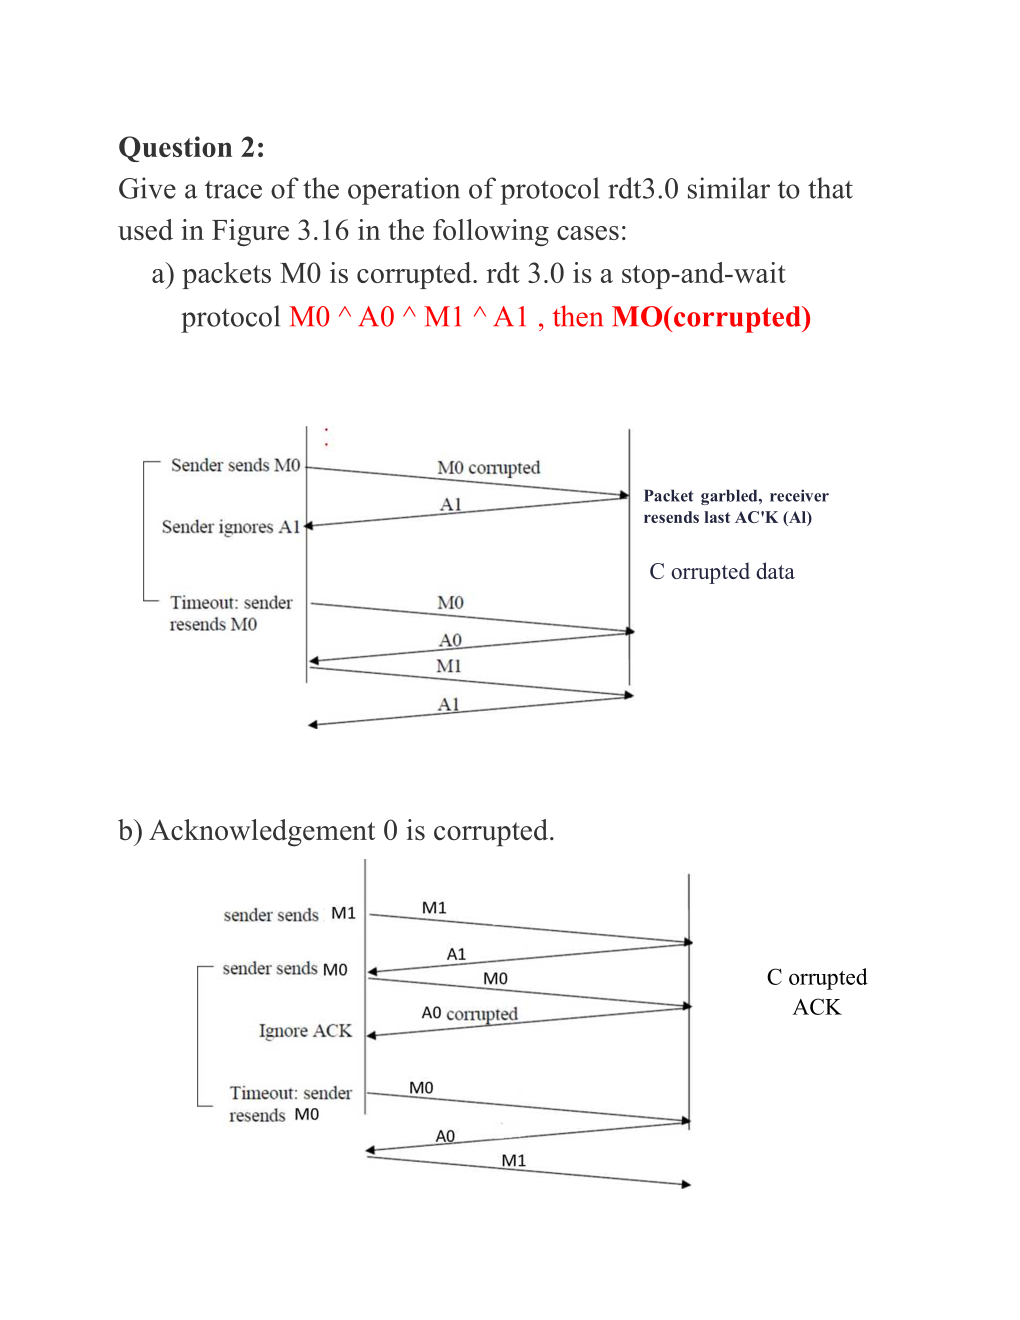 Question 2:
Give a trace of the operation of protocol rdt3.0 similar to that
used in Figure 3.16 in the following cases:
a) packets M0 is corrupted. rdt 3.0 is a stop-and-wait
protocol M0 ^ A0 ^ M1 ^ A1 , then MO(corrupted)
Sender sends M0
M0 corrupted
A1
Packet garbled, receiver
resends last AC'K (Al)
Sender ignores A1
C orrupted data
Timeout: sender
resends M0
M0
A0
M1
A1
b) Acknowledgement 0 is corrupted.
sender sends M1
M1
A1
sender sends M0
M0
C orrupted
ACK
A0 corrupted
Ignore ACK
Timeout: sender
resends M0
M0
A0
M1